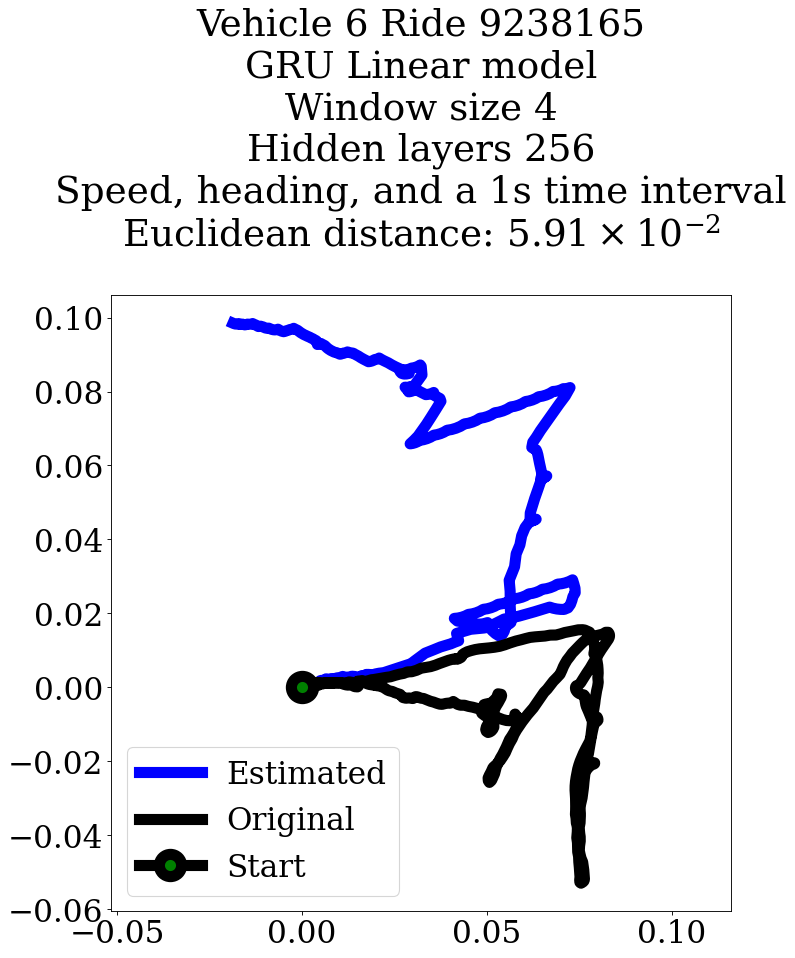 Vehicle 6 Ride 9238165
GRU Linear model
Window size 4
Hidden layers 256
Speed, heading, and a 1s time interval
Euclidean distance: 5.91 × 10⁻²
0.10
0.08
0.06
0.04
0.02
0.00
−0.02
−0.04
−0.06
Estimated
Original
Start
−0.05 0.00 0.05 0.10